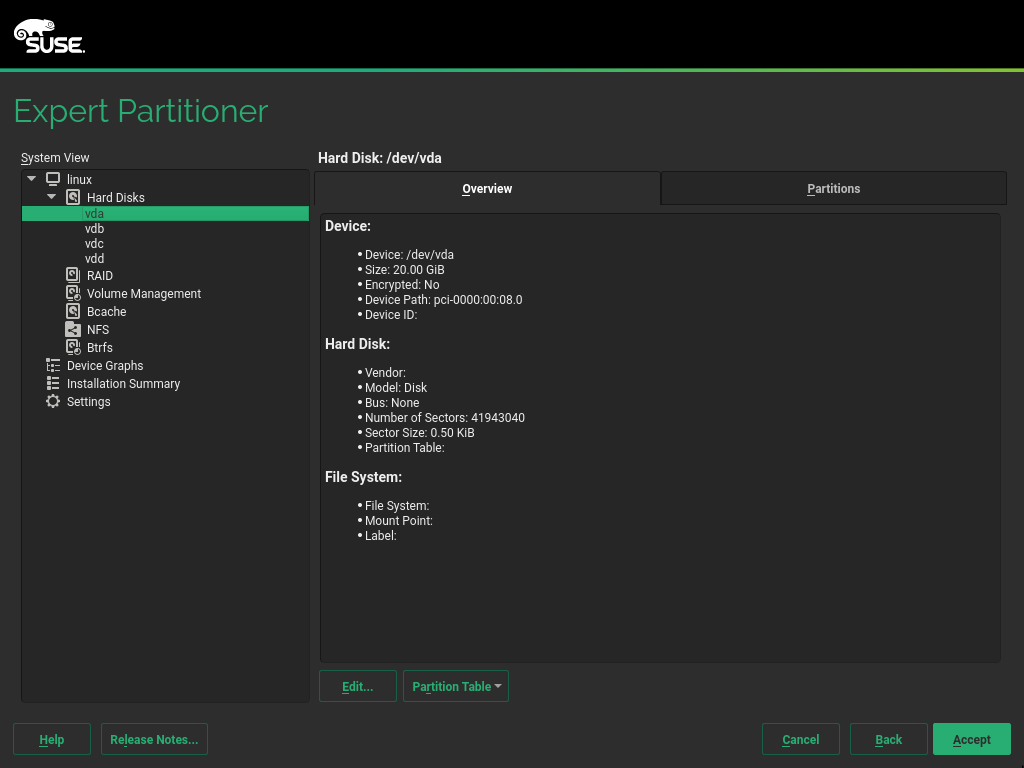 SUSE.
Expert Partitioner
System View
linux
Hard Disks
vda
vdb
vdc
vdd
RAID
Volume Management
Bcache
NFS
Btrfs
Device Graphs
Installation Summary
Settings
Hard Disk: /dev/vda
Overview Partitions
Device:
• Device: /dev/vda
• Size: 20.00 GiB
• Encrypted: No
• Device Path: pci-0000:00:08.0
• Device ID:
Hard Disk:
• Vendor:
• Model: Disk
• Bus: None
• Number of Sectors: 41943040
• Sector Size: 0.50 KiB
• Partition Table:
File System:
• File System:
• Mount Point:
• Label:
Edit... Partition Table
Help Release Notes... Cancel Back Accept